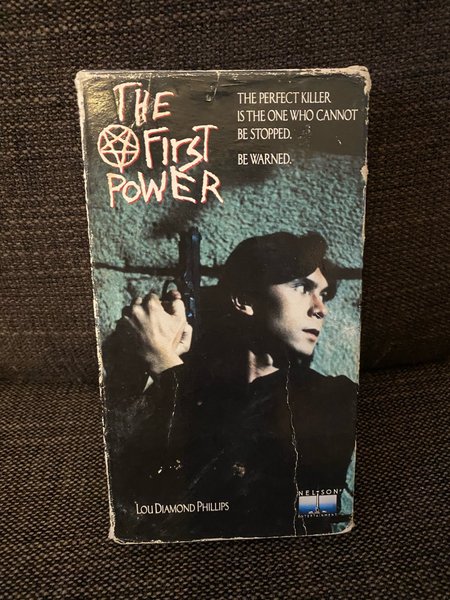 THE
FIRST
POWER
THE PERFECT KILLER
IS THE ONE WHO CANNOT
BE STOPPED.
BE WARNED.
LOU DIAMOND PHILLIPS
NELSON
ENTERTAINMENT